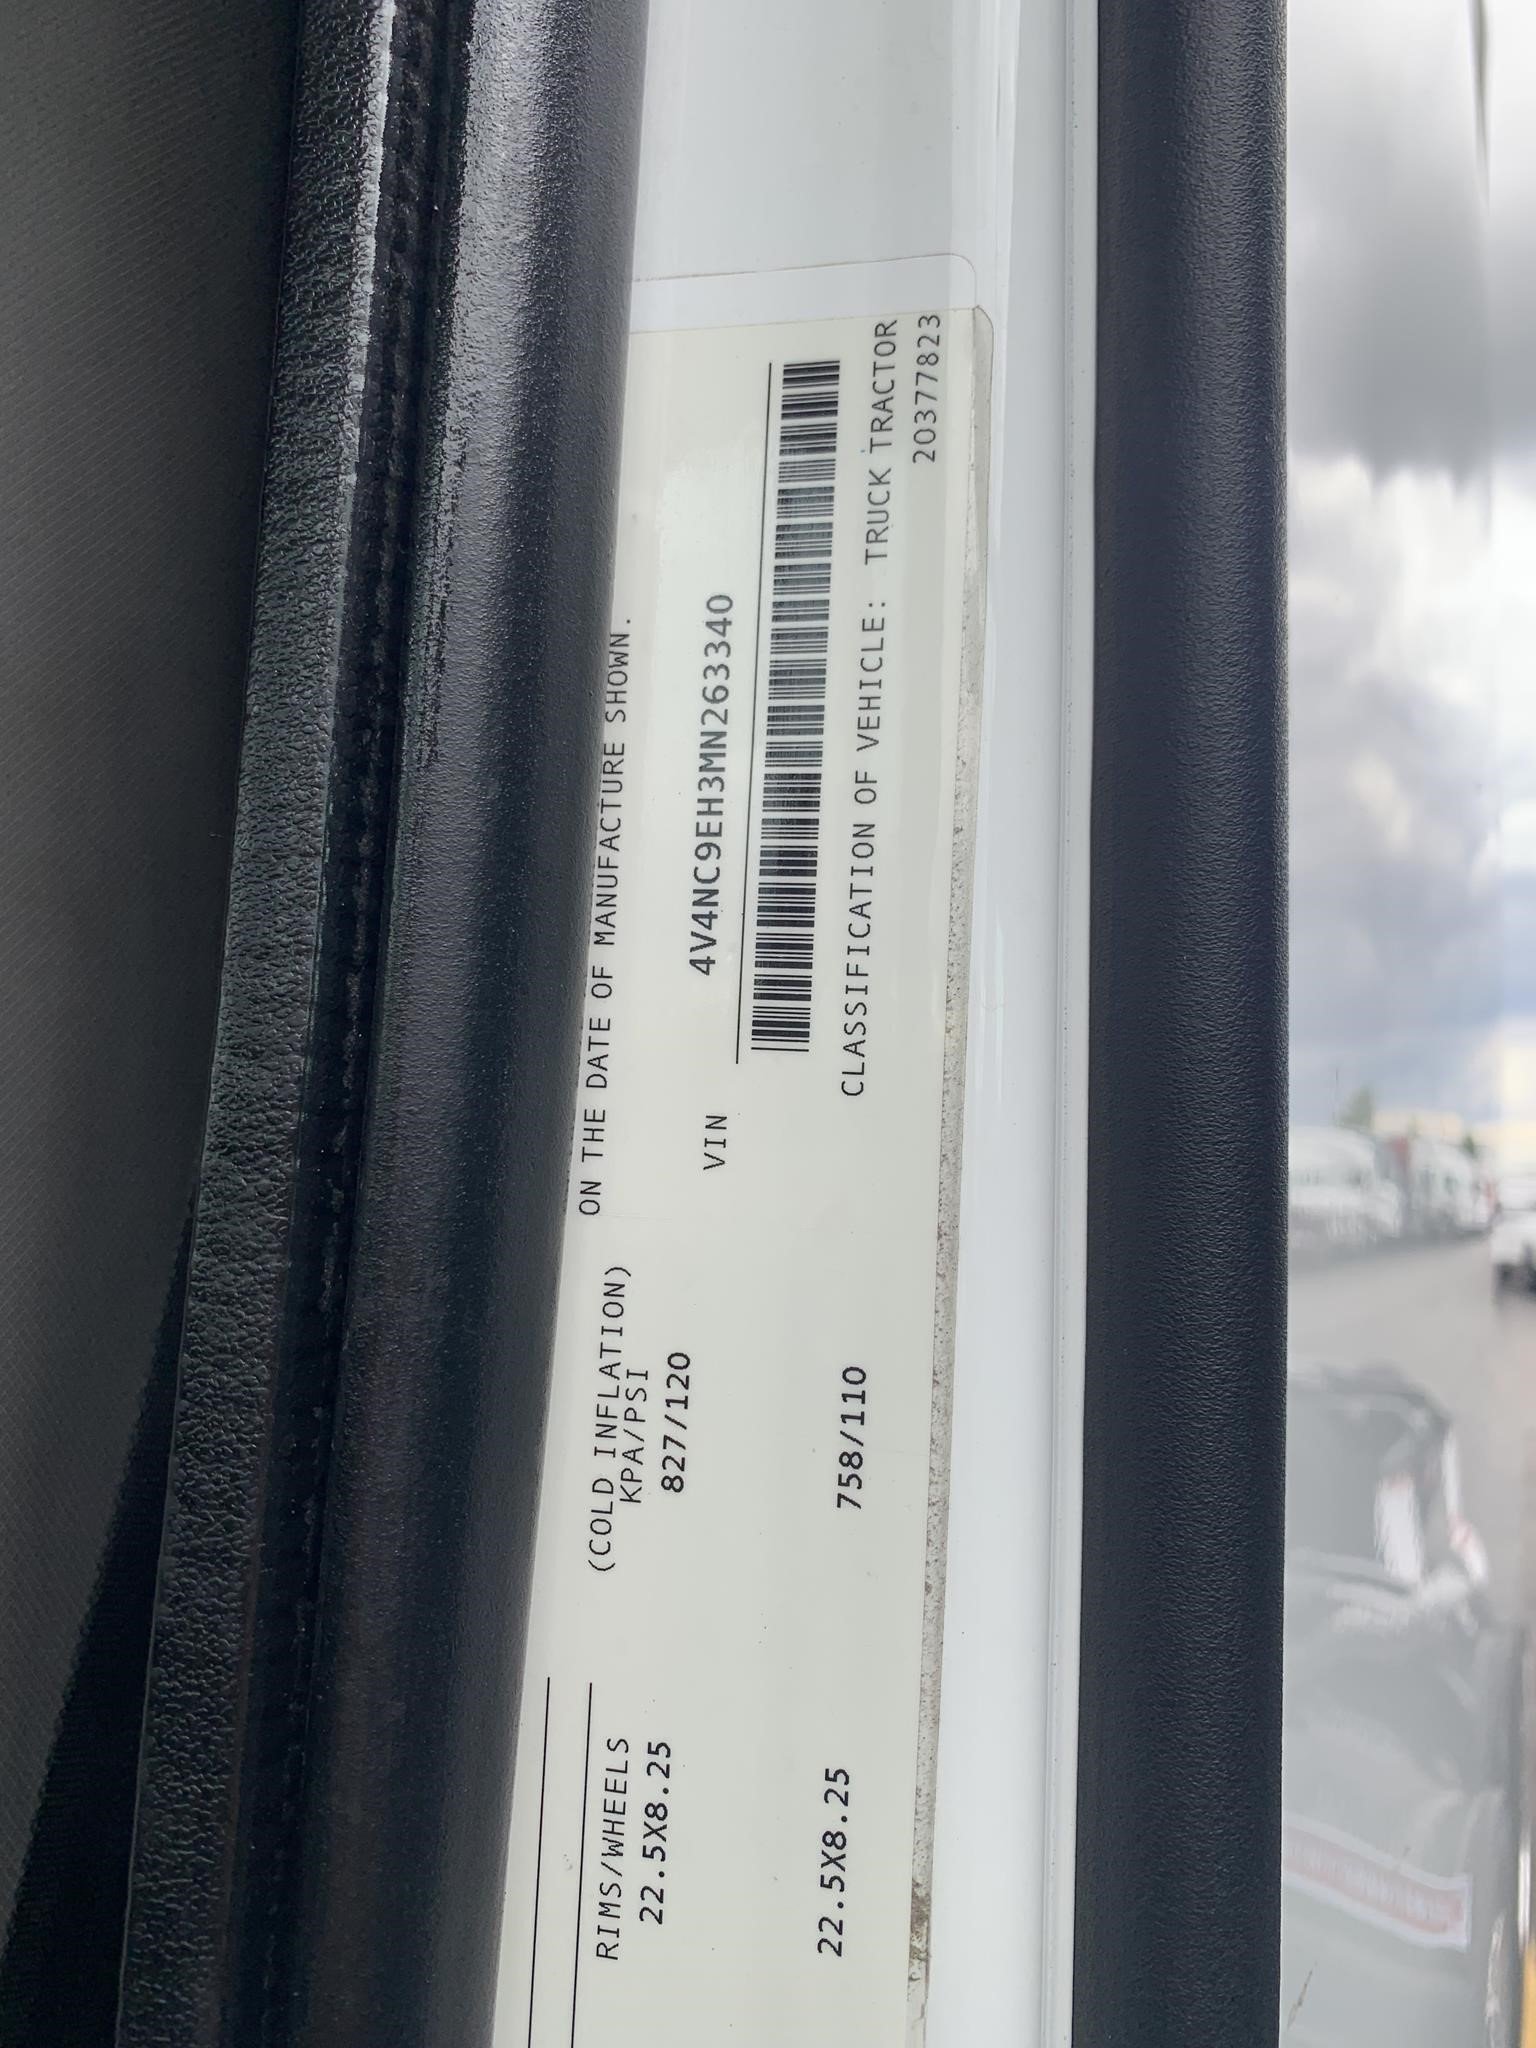 RIMS/WHEELS
22.5X8.25
22.5X8.25
(COLD INFLATION)
KPA/PSI
827/120
758/110
ON THE DATE OF MANUFACTURE SHOWN.
VIN 4V4NC9EH3MN263340
CLASSIFICATION OF VEHICLE: TRUCK TRACTOR
20377823